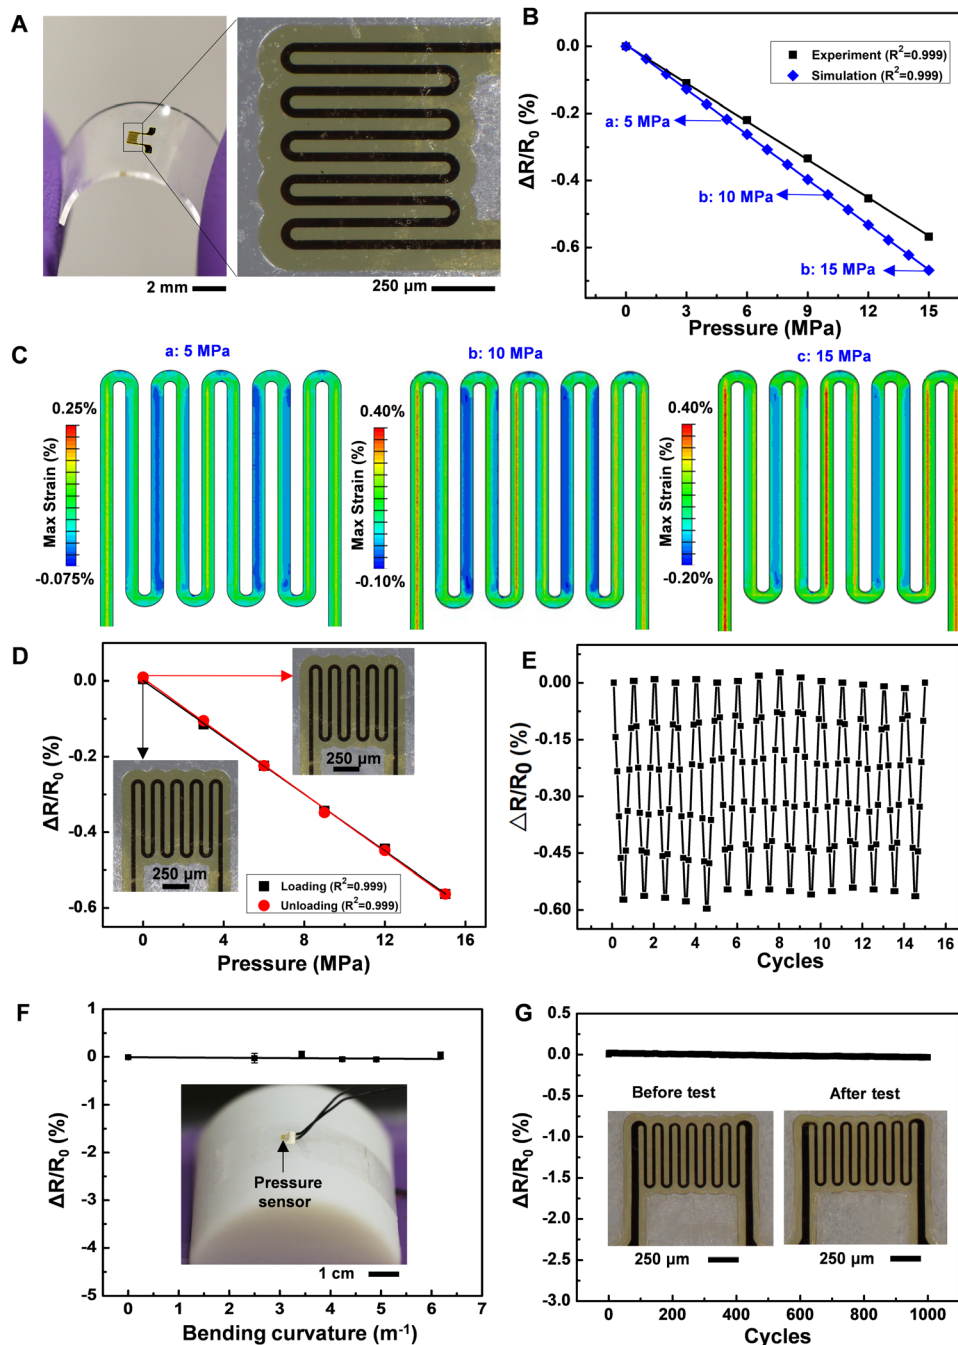 A
2 mm
250 μm
B
0.0
-0.2
-0.4
-0.6
ΔR/R0 (%)
Experiment (R2=0.999)
Simulation (R2=0.999)
a: 5 MPa
b: 10 MPa
b: 15 MPa
0 3 6 9 12 15
Pressure (MPa)
C
a: 5 MPa
b: 10 MPa
c: 15 MPa
0.25%
Max Strain (%)
-0.075%
0.40%
Max Strain (%)
-0.10%
0.40%
Max Strain (%)
-0.20%
D
0.0
-0.2
-0.4
-0.6
ΔR/R0 (%)
250 μm
250 μm
Loading (R2=0.999)
Unloading (R2=0.999)
0 4 8 12 16
Pressure (MPa)
E
0.00
-0.15
-0.30
-0.45
-0.60
△R/R0 (%)
0 2 4 6 8 10 12 14 16
Cycles
F
1
0
-1
-2
-3
-4
-5
ΔR/R0 (%)
Pressure
sensor
1 cm
0 1 2 3 4 5 6 7
Bending curvature (m-1)
G
0.5
0.0
-0.5
-1.0
-1.5
-2.0
-2.5
-3.0
ΔR/R0 (%)
Before test
After test
250 μm
250 μm
0 200 400 600 800 1000
Cycles